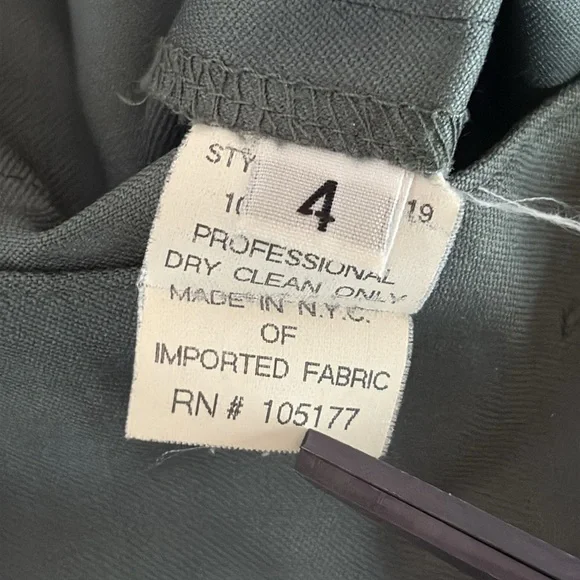 STY
4
10 19
PROFESSIONAL
DRY CLEAN ONLY
MADE IN N.Y.C.
OF
IMPORTED FABRIC
RN # 105177